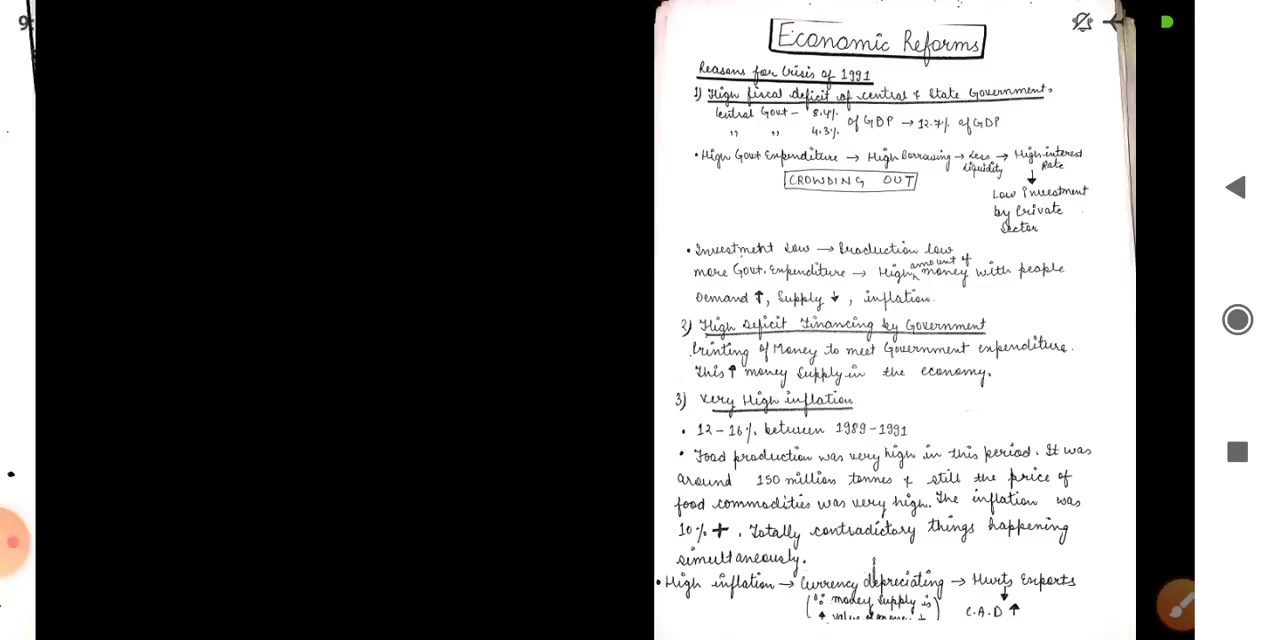 9
Economic Reforms
Reasons for Crisis of 1991
1) High fiscal deficit of central & State Government.
Central Govt – 8.4% of GDP → 12.7% of GDP
,, ,, 4.3%
• High Govt Expenditure → High Borrowing → Less liquidity → High interest Rate
CROWDING OUT
↓
Low investment
by Private
Sector
• Investment low → Production low
more Govt. Expenditure → High amount of money with people
Demand ↑, Supply ↓, inflation.
2) High Deficit Financing by Government
Printing of Money to meet Government expenditure.
This ↑ money supply in the economy.
3) Very High inflation
• 12 – 16% between 1989 – 1991
• Food production was very high in this period. It was
around 150 million tonnes & still the price of
food commodities was very high. The inflation was
10% +. Totally contradictory things happening
simultaneously.
• High inflation → Currency depreciating → Hurts Exports
(∵ money supply is ↓
↑ value of money ↓) C.A.D ↑